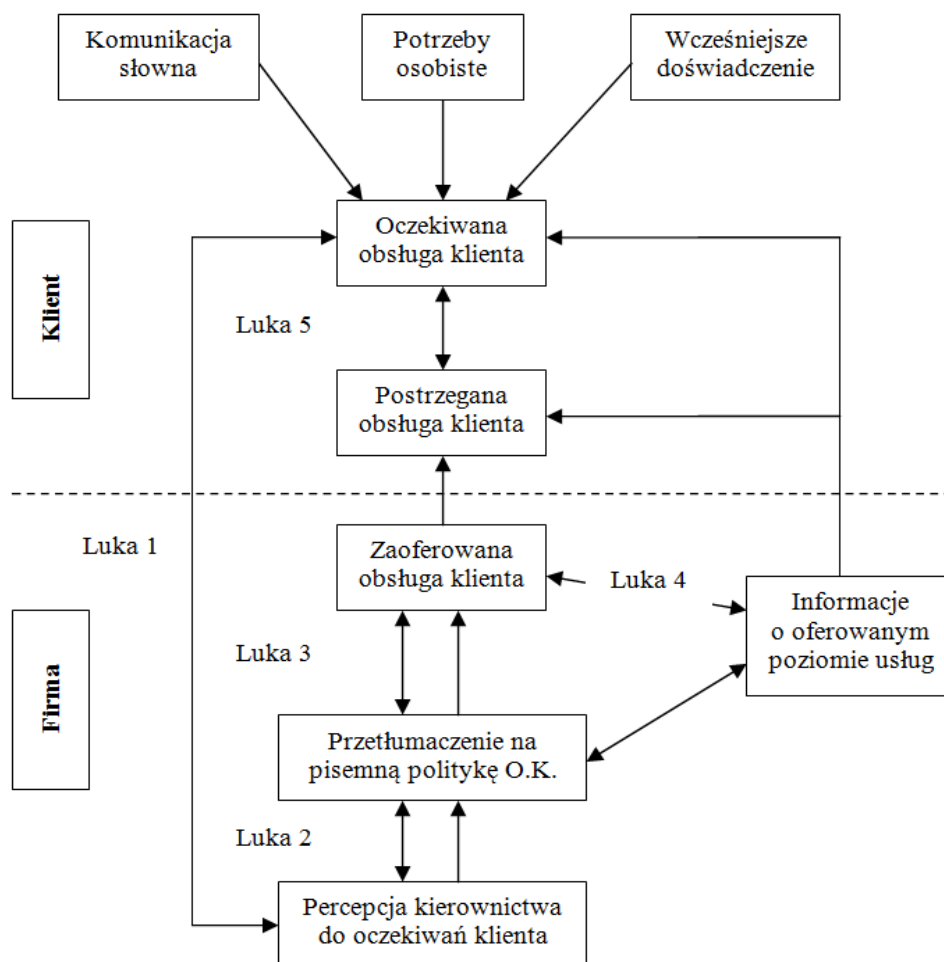 Komunikacja
słowna
Potrzeby
osobiste
Wcześniejsze
doświadczenie
Oczekiwana
obsługa klienta
Klient
Luka 5
Postrzegana
obsługa klienta
Luka 1
Zaoferowana
obsługa klienta
Luka 4
Informacje
o oferowanym
poziomie usług
Firma
Luka 3
Przetłumaczenie na
pisemną politykę O.K.
Luka 2
Percepcja kierownictwa
do oczekiwań klienta